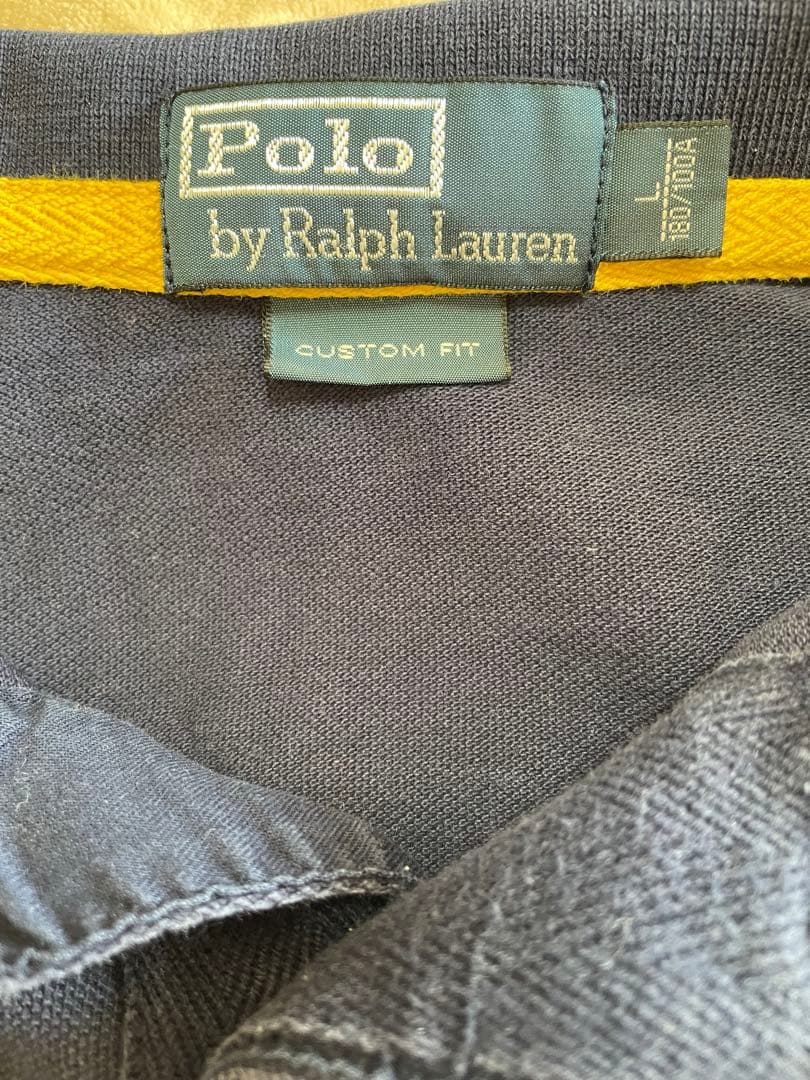 Polo
by Ralph Lauren
L
180/100A
CUSTOM FIT